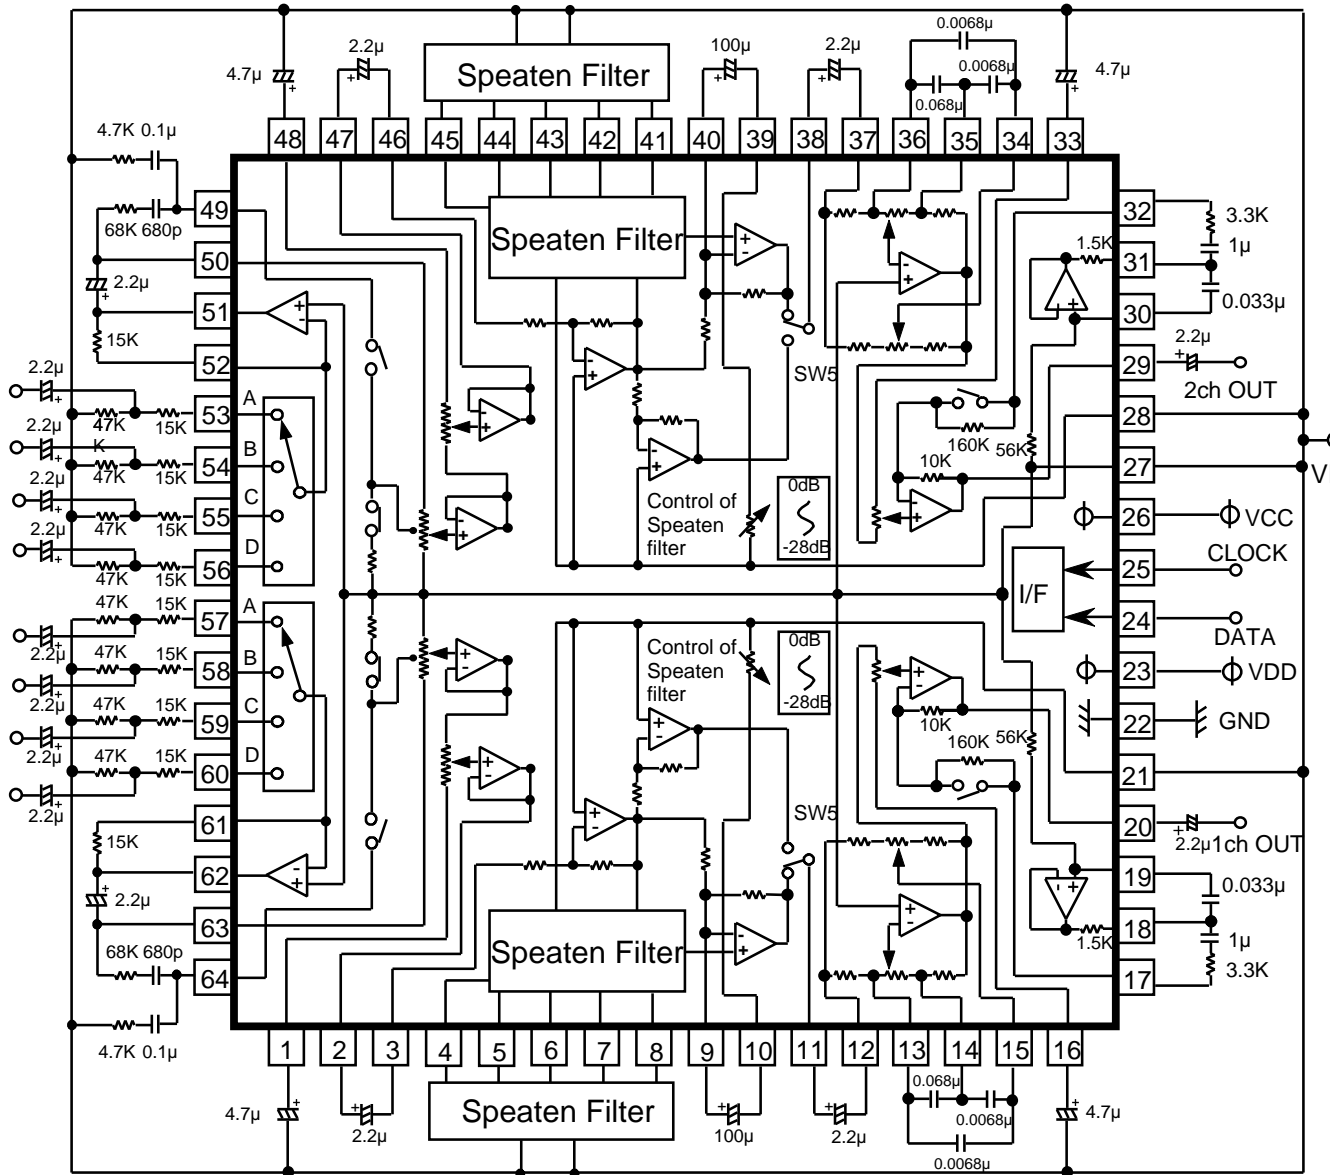 0.0068µ
2.2µ
100µ
2.2µ
4.7µ
Speaten Filter
0.0068µ
4.7µ
0.068µ
4.7K 0.1µ
48 47 46 45 44 43 42 41 40 39 38 37 36 35 34 33
49
68K 680p
Speaten Filter
+
-
32
3.3K
50
1.5K
1µ
31
2.2µ
51
0.033µ
30
15K
2.2µ
52
29
2.2µ
SW5
2ch OUT
53
A
47K
15K
28
2.2µ
K
B
160K
56K
54
47K
15K
10K
27
V
2.2µ
C
55
47K
15K
Control of
Speaten
filter
0dB
-28dB
26
VCC
2.2µ
D
56
47K
15K
CLOCK
25
I/F
47K
15K
57
A
24
DATA
2.2µ
47K
15K
58
B
Control of
Speaten
filter
0dB
-28dB
23
VDD
2.2µ
47K
15K
59
C
10K
22
GND
2.2µ
47K
15K
60
D
160K
56K
21
2.2µ
61
SW5
20
15K
2.2µ
1ch OUT
62
19
0.033µ
2.2µ
63
18
1.5K
1µ
68K 680p
Speaten Filter
64
17
3.3K
4.7K 0.1µ
1 2 3 4 5 6 7 8 9 10 11 12 13 14 15 16
0.068µ
4.7µ
Speaten Filter
0.0068µ
4.7µ
2.2µ
100µ
2.2µ
0.0068µ